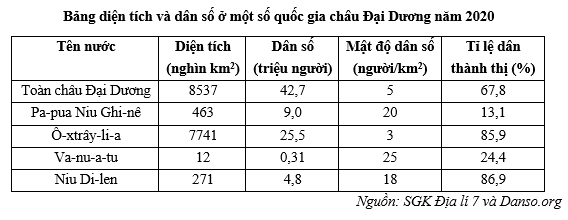 Bảng diện tích và dân số ở một số quốc gia châu Đại Dương năm 2020
Tên nước Diện tích (nghìn km²) Dân số (triệu người) Mật độ dân số (người/km²) Tỉ lệ dân thành thị (%)
Toàn châu Đại Dương 8537 42,7 5 67,8
Pa-pua Niu Ghi-nê 463 9,0 20 13,1
Ô-xtrây-li-a 7741 25,5 3 85,9
Va-nu-a-tu 12 0,31 25 24,4
Niu Di-len 271 4,8 18 86,9
Nguồn: SGK Địa lí 7 và Danso.org